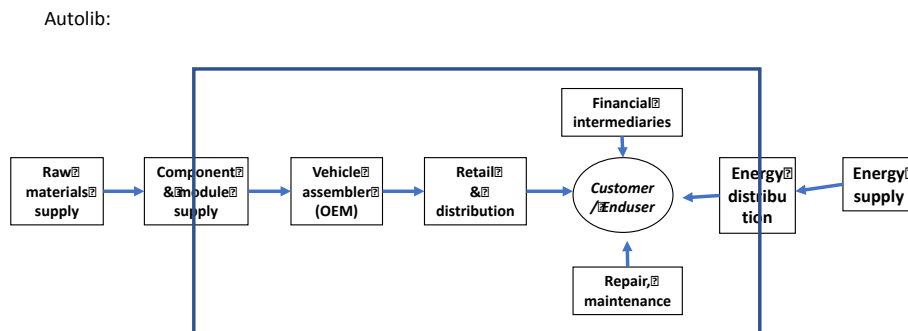 Autolib:
Financial⍰
intermediaries
Raw⍰
materials⍰
supply
Component⍰
&⍰module⍰
supply
Vehicle⍰
assembler⍰
(OEM)
Retail⍰
&⍰
distribution
Customer
/⍰Enduser
Energy⍰
distribu
tion
Energy⍰
supply
Repair,⍰
maintenance